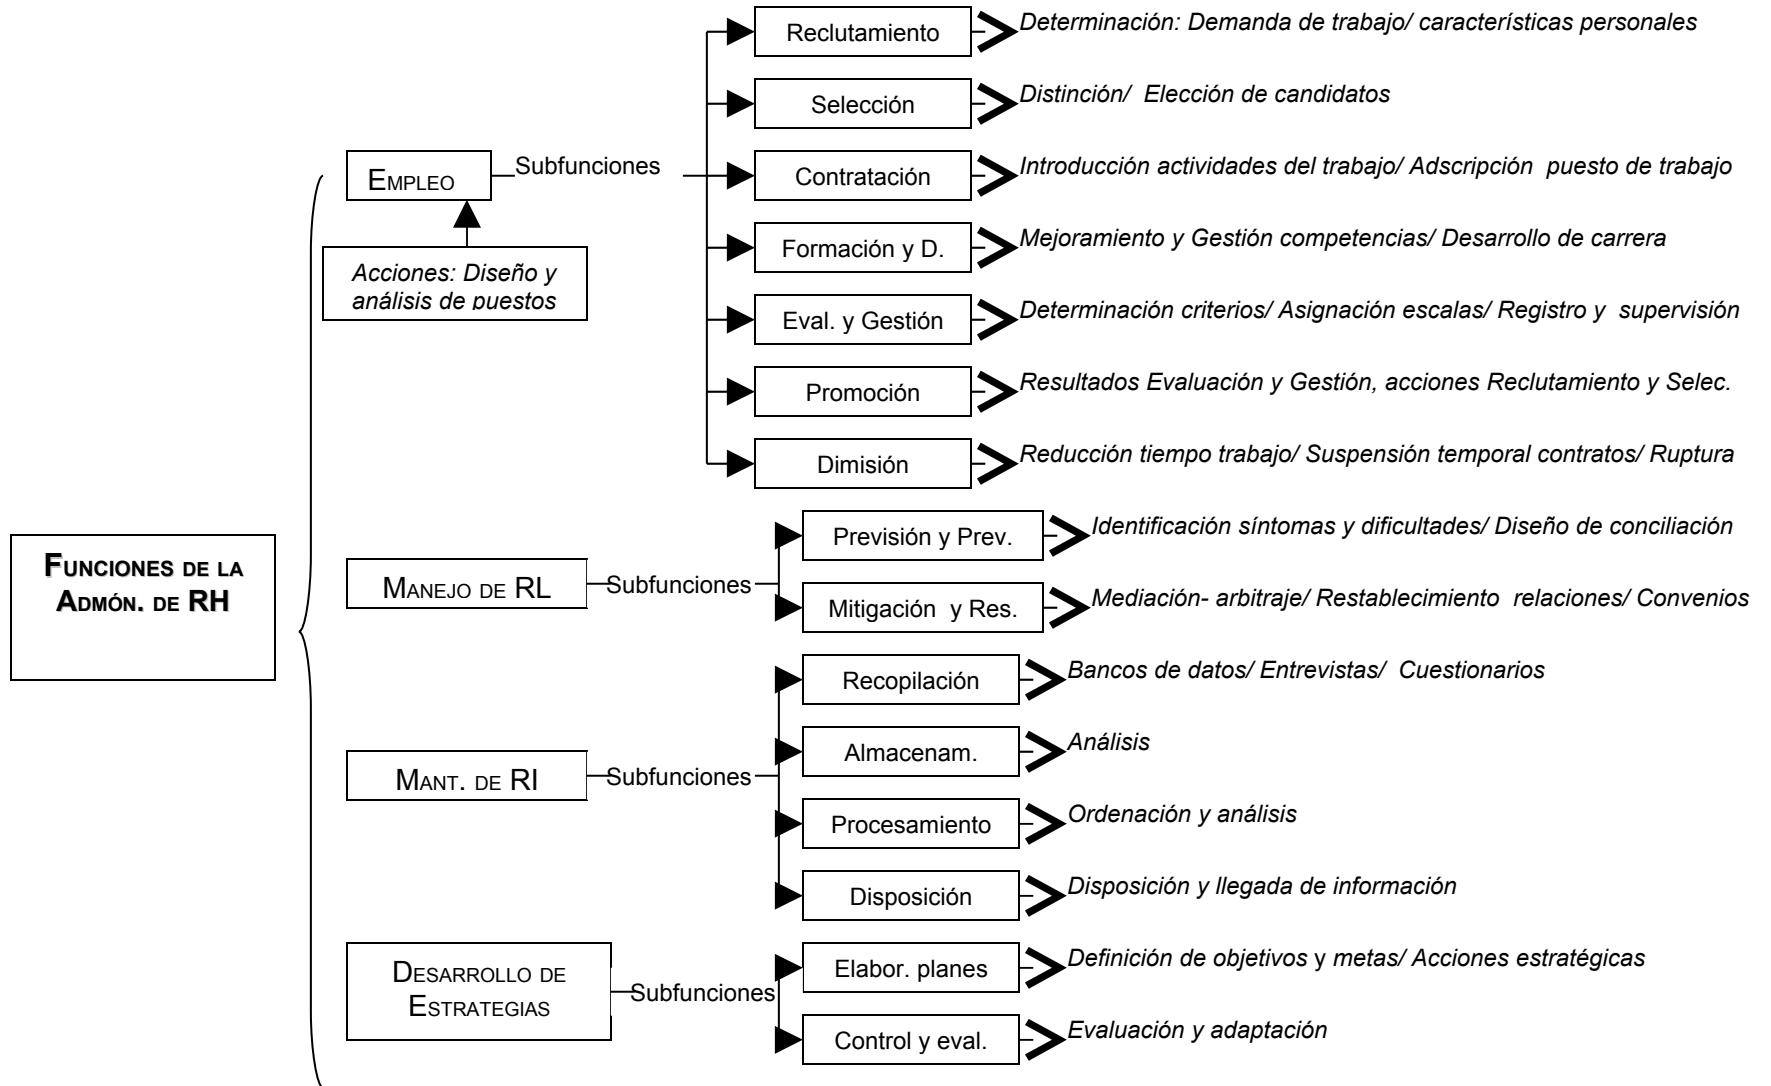 Reclutamiento
Determinación: Demanda de trabajo/ características personales
Selección
Distinción/ Elección de candidatos
EMPLEO
Subfunciones
Contratación
Introducción actividades del trabajo/ Adscripción puesto de trabajo
Acciones: Diseño y
análisis de puestos
Formación y D.
Mejoramiento y Gestión competencias/ Desarrollo de carrera
Eval. y Gestión
Determinación criterios/ Asignación escalas/ Registro y supervisión
Promoción
Resultados Evaluación y Gestión, acciones Reclutamiento y Selec.
Dimisión
Reducción tiempo trabajo/ Suspensión temporal contratos/ Ruptura
FUNCIONES DE LA
ADMÓN. DE RH
MANEJO DE RL
Subfunciones
Previsión y Prev.
Identificación síntomas y dificultades/ Diseño de conciliación
Mitigación y Res.
Mediación- arbitraje/ Restablecimiento relaciones/ Convenios
MANT. DE RI
Subfunciones
Recopilación
Bancos de datos/ Entrevistas/ Cuestionarios
Almacenam.
Análisis
Procesamiento
Ordenación y análisis
Disposición
Disposición y llegada de información
DESARROLLO DE
ESTRATEGIAS
Subfunciones
Elabor. planes
Definición de objetivos y metas/ Acciones estratégicas
Control y eval.
Evaluación y adaptación